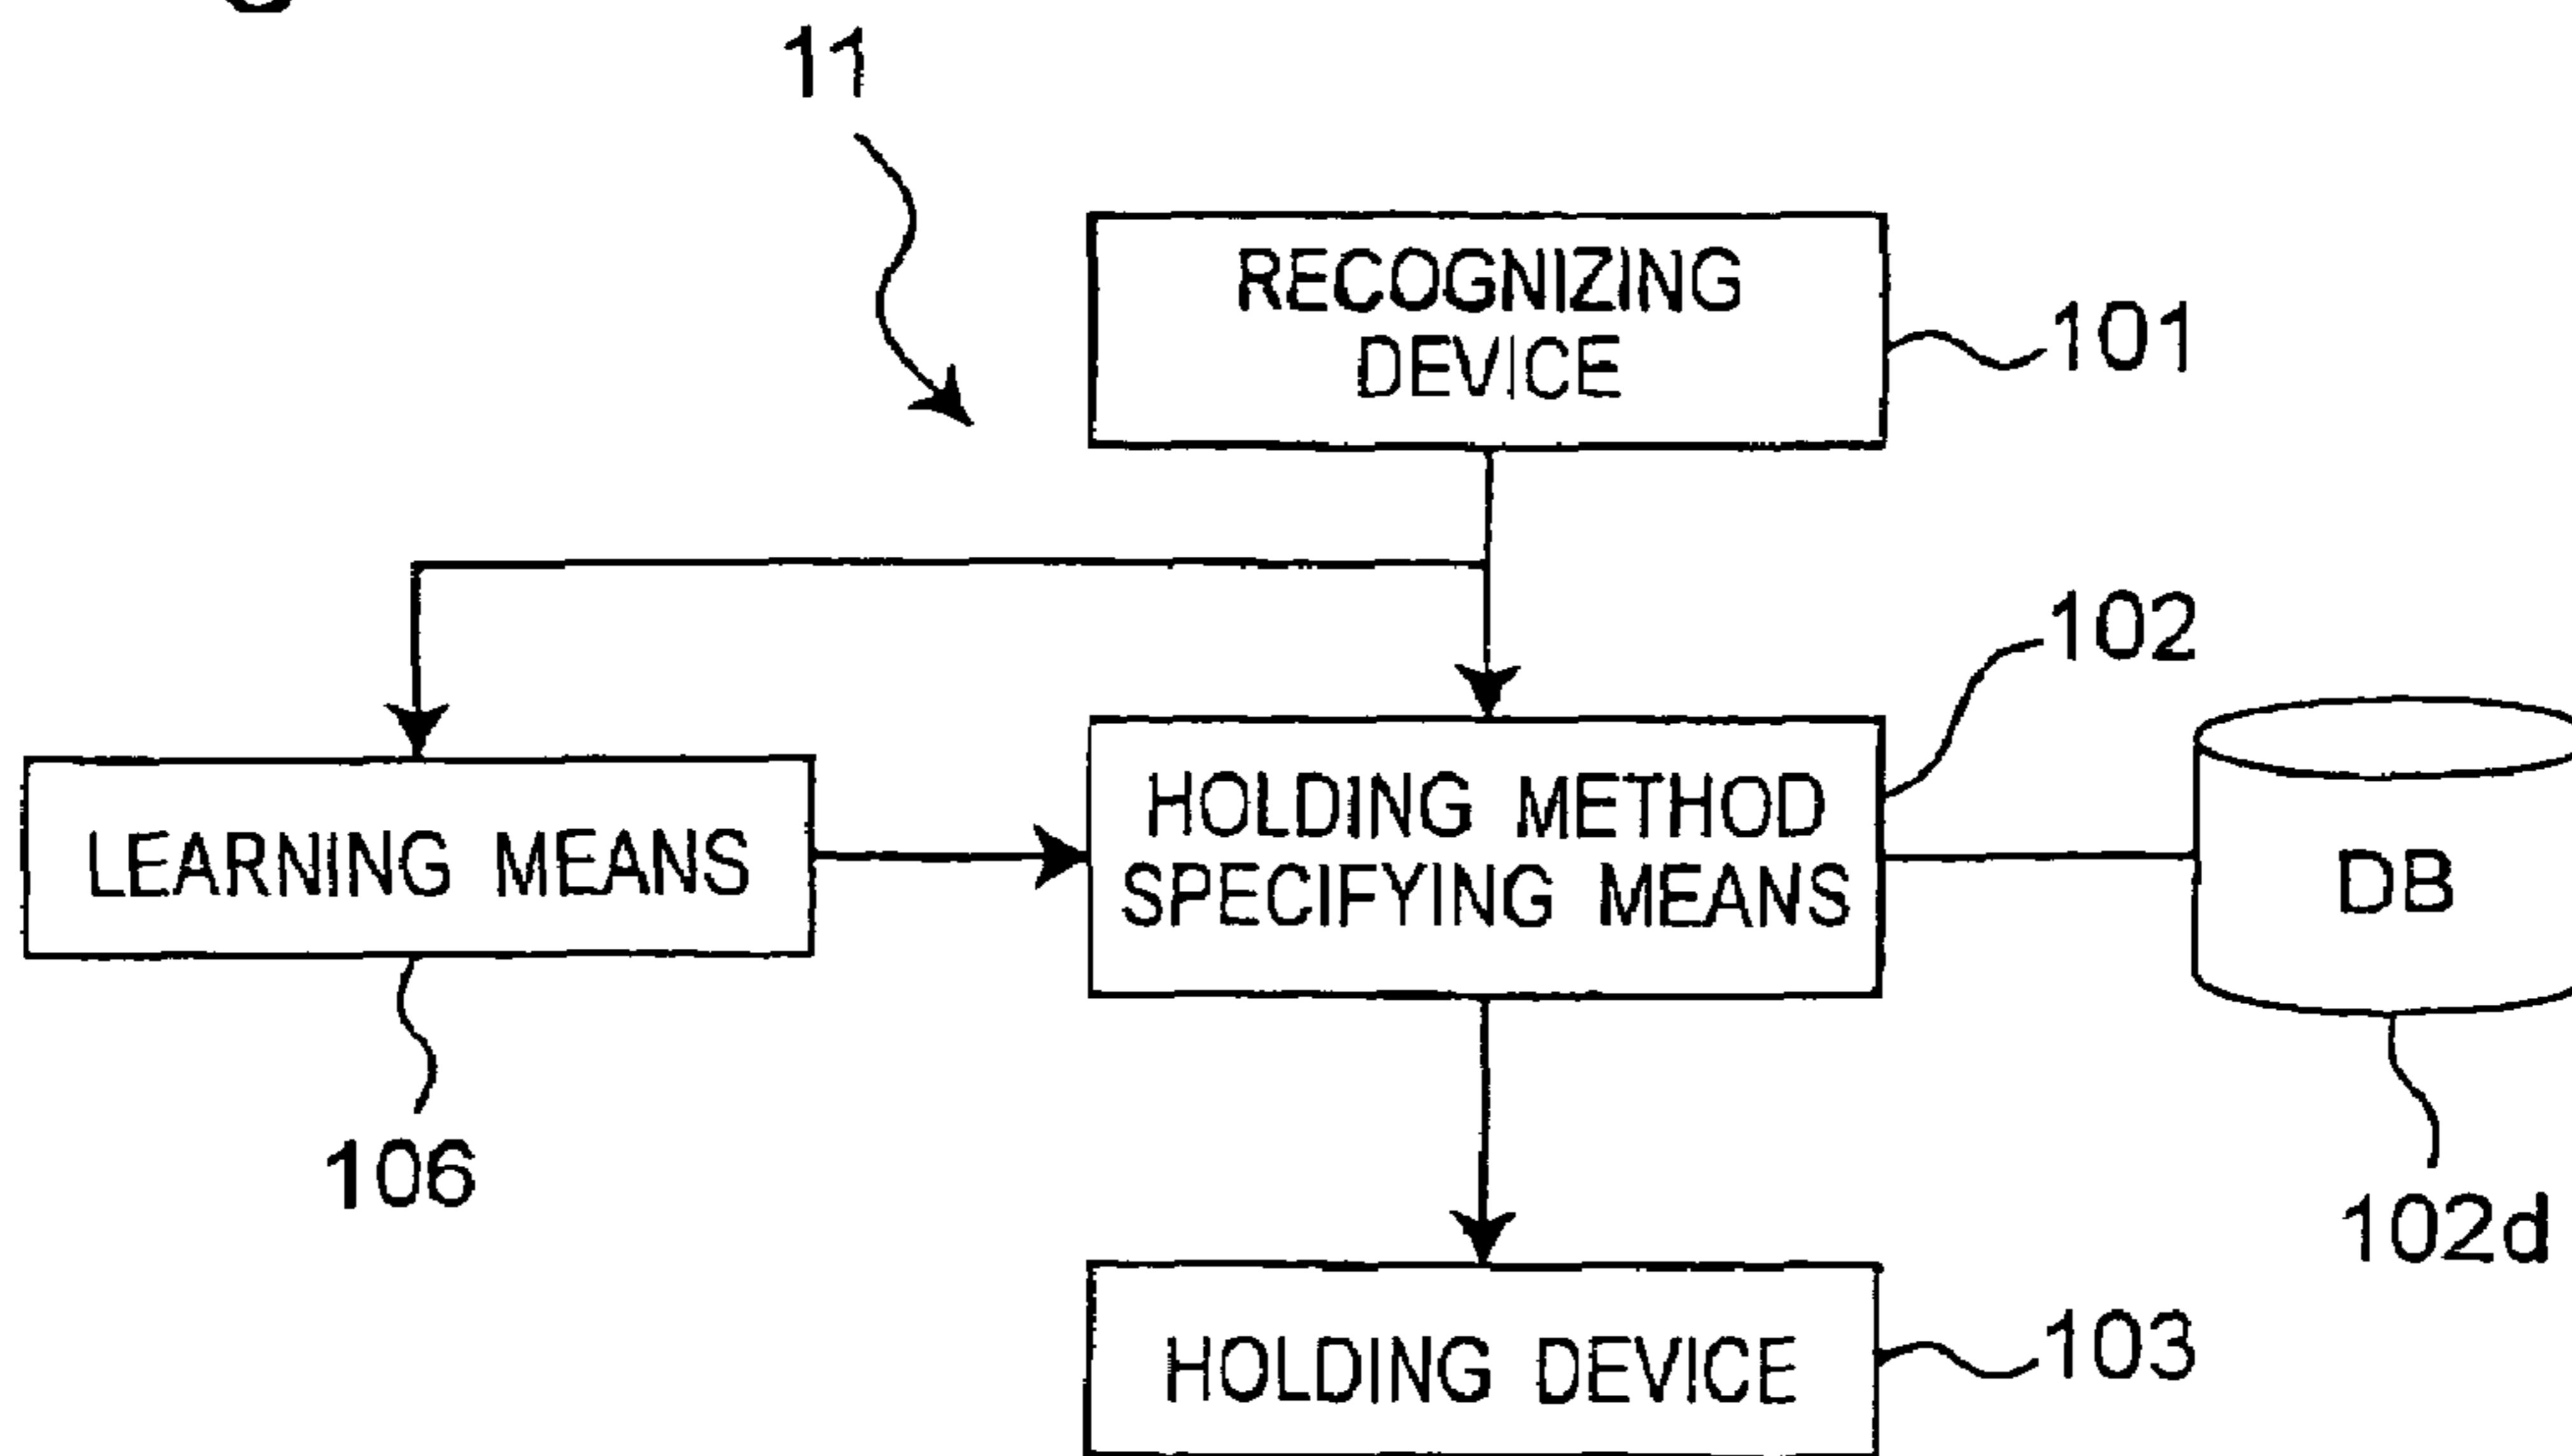 11
RECOGNIZING
DEVICE
101
102
HOLDING METHOD
SPECIFYING MEANS
LEARNING MEANS
DB
106
102d
HOLDING DEVICE
103